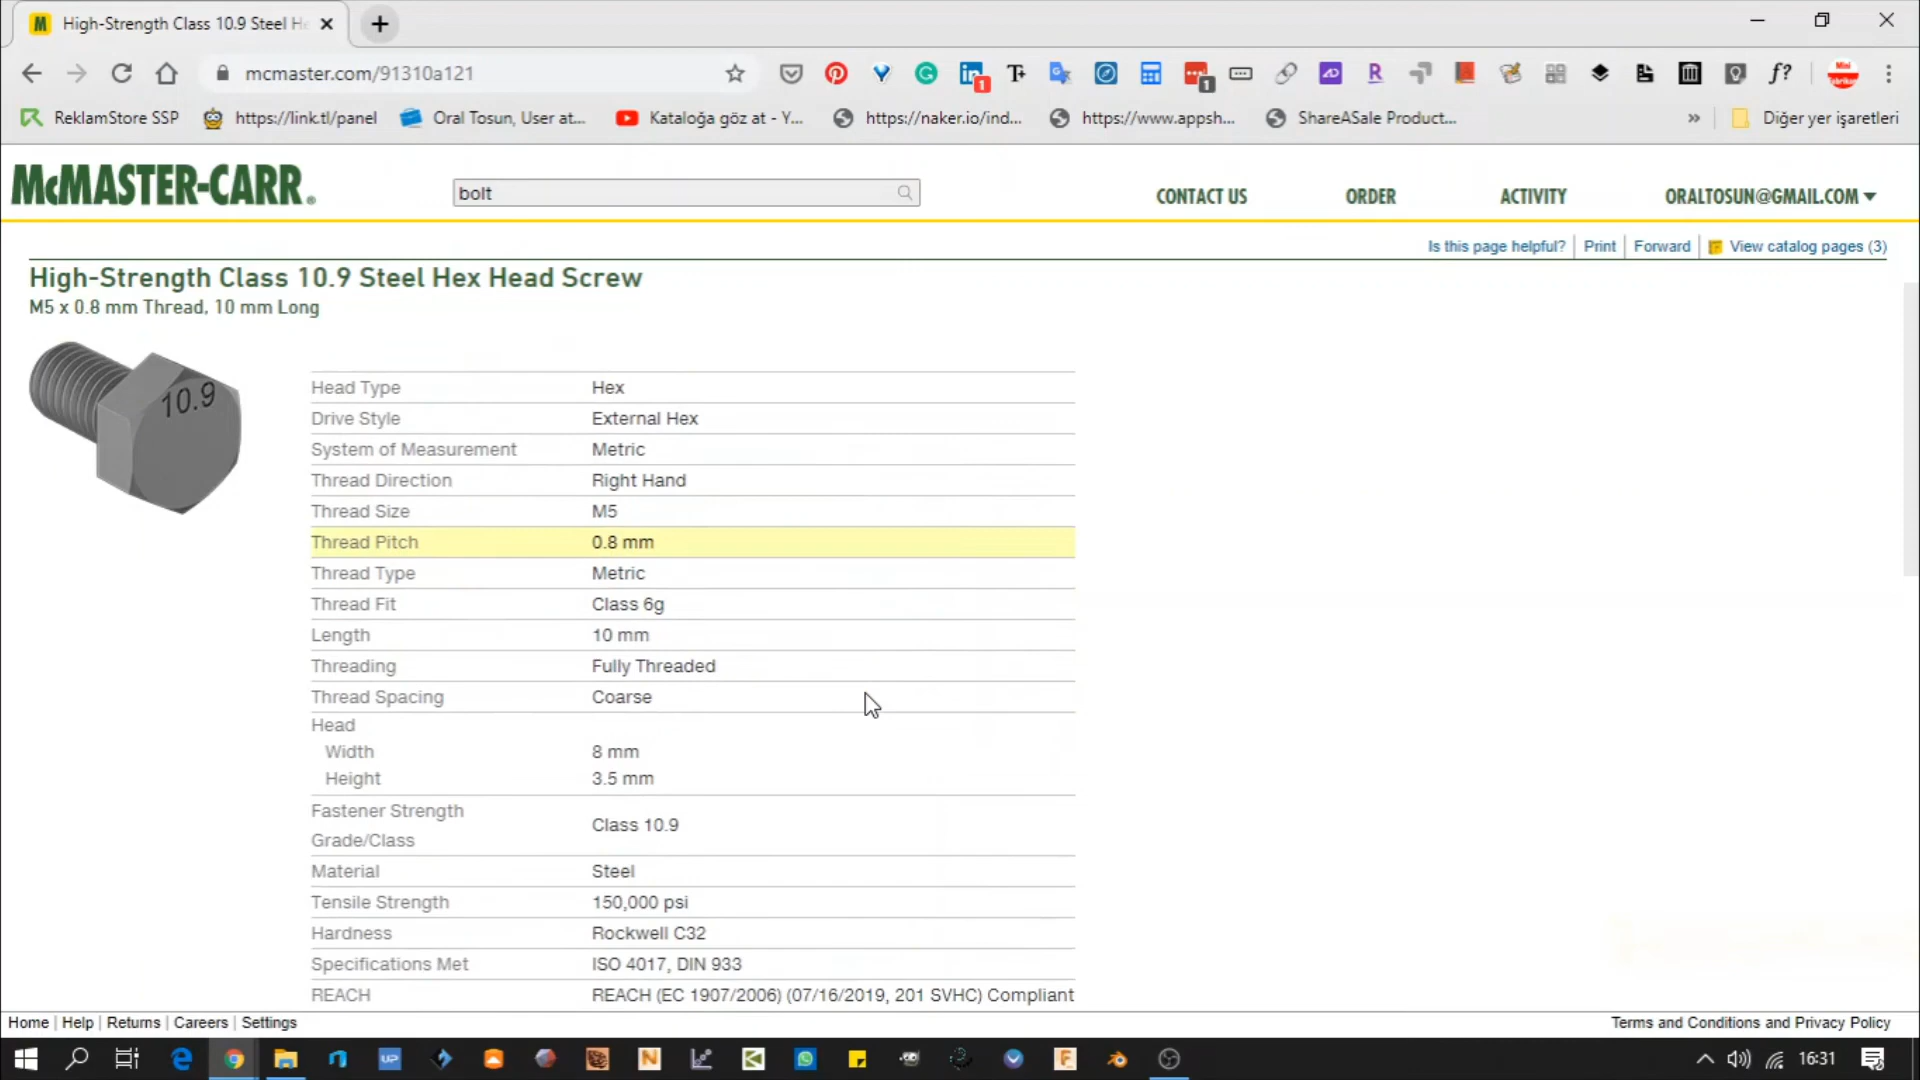 High-Strength Class 10.9 Steel H
mcmaster.com/91310a121
ReklamStore SSP
https://link.tl/panel
Oral Tosun, User at...
Kataloğa göz at - Y...
https://naker.io/ind...
https://www.appsh...
ShareASale Product...
»
Diğer yer işaretleri
McMASTER-CARR®
bolt
CONTACT US
ORDER
ACTIVITY
ORALTOSUN@GMAIL.COM
Is this page helpful?
Print
Forward
View catalog pages (3)
High-Strength Class 10.9 Steel Hex Head Screw
M5 x 0.8 mm Thread, 10 mm Long
10.9
Head Type Hex
Drive Style External Hex
System of Measurement Metric
Thread Direction Right Hand
Thread Size M5
Thread Pitch 0.8 mm
Thread Type Metric
Thread Fit Class 6g
Length 10 mm
Threading Fully Threaded
Thread Spacing Coarse
Head
Width 8 mm
Height 3.5 mm
Fastener Strength
Grade/Class
Class 10.9
Material Steel
Tensile Strength 150,000 psi
Hardness Rockwell C32
Specifications Met ISO 4017, DIN 933
REACH REACH (EC 1907/2006) (07/16/2019, 201 SVHC) Compliant
Home | Help | Returns | Careers | Settings
Terms and Conditions and Privacy Policy
16:31